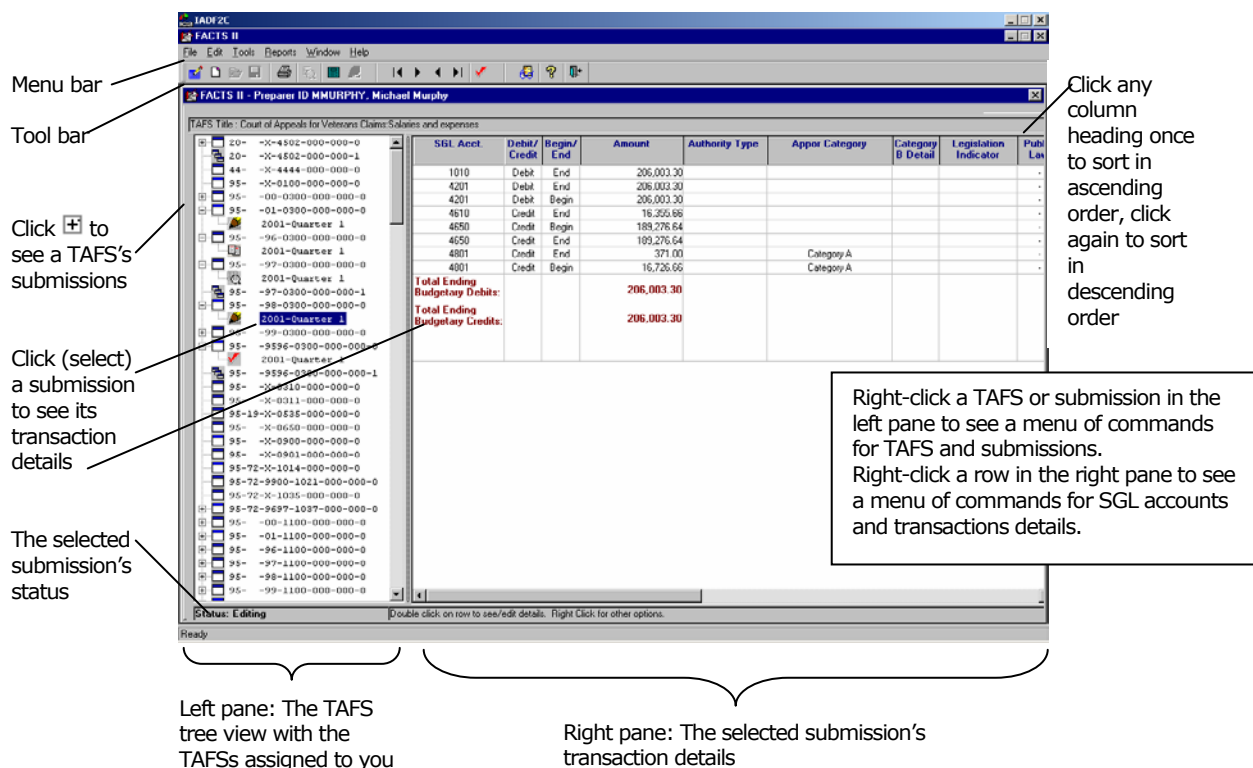 IADF2C
FACTS II
File Edit Tools Reports Window Help
Menu bar
Tool bar
Click + to
see a TAFS's
submissions
Click (select)
a submission
to see its
transaction
details
The selected
submission's
status
FACTS II - Preparer ID MMURPHY, Michael Murphy
TAFS Title : Court of Appeals for Veterans Claims:Salaries and expenses
20- -X-4502-000-000-0
20- -X-4502-000-000-1
44- -X-4444-000-000-0
95- -X-0100-000-000-0
95- -00-0300-000-000-0
95- -01-0300-000-000-0
2001-Quarter 1
95- -96-0300-000-000-0
2001-Quarter 1
95- -97-0300-000-000-0
2001-Quarter 1
95- -97-0300-000-000-1
95- -98-0300-000-000-0
2001-Quarter 1
95- -99-0300-000-000-0
95- -9596-0300-000-000-0
2001-Quarter 1
95- -9596-0300-000-000-1
95- -X-0310-000-000-0
95- -X-0311-000-000-0
95-19-X-0535-000-000-0
95- -X-0650-000-000-0
95- -X-0900-000-000-0
95- -X-0901-000-000-0
95-72-X-1014-000-000-0
95-72-9900-1021-000-000-0
95-72-X-1035-000-000-0
95-72-9697-1037-000-000-0
95- -00-1100-000-000-0
95- -01-1100-000-000-0
95- -96-1100-000-000-0
95- -97-1100-000-000-0
95- -98-1100-000-000-0
95- -99-1100-000-000-0
SGL Acct. Debit/ Begin/ Amount Authority Type Appor Category Category Legislation Publ
Credit End B Detail Indicator Lav
1010 Debit End 206,003.30
4201 Debit End 206,003.30
4201 Debit Begin 206,003.30
4610 Credit End 16,355.66
4650 Credit Begin 189,276.64
4650 Credit End 189,276.64
4801 Credit End 371.00 Category A
4801 Credit Begin 16,726.66 Category A
Total Ending
Budgetary Debits: 206,003.30
Total Ending
Budgetary Credits: 206,003.30
Status: Editing
Double click on row to see/edit details. Right Click for other options.
Ready
Click any
column
heading once
to sort in
ascending
order, click
again to sort
in
descending
order
Right-click a TAFS or submission in the
left pane to see a menu of commands
for TAFS and submissions.
Right-click a row in the right pane to see
a menu of commands for SGL accounts
and transactions details.
Left pane: The TAFS
tree view with the
TAFSs assigned to you
Right pane: The selected submission's
transaction details